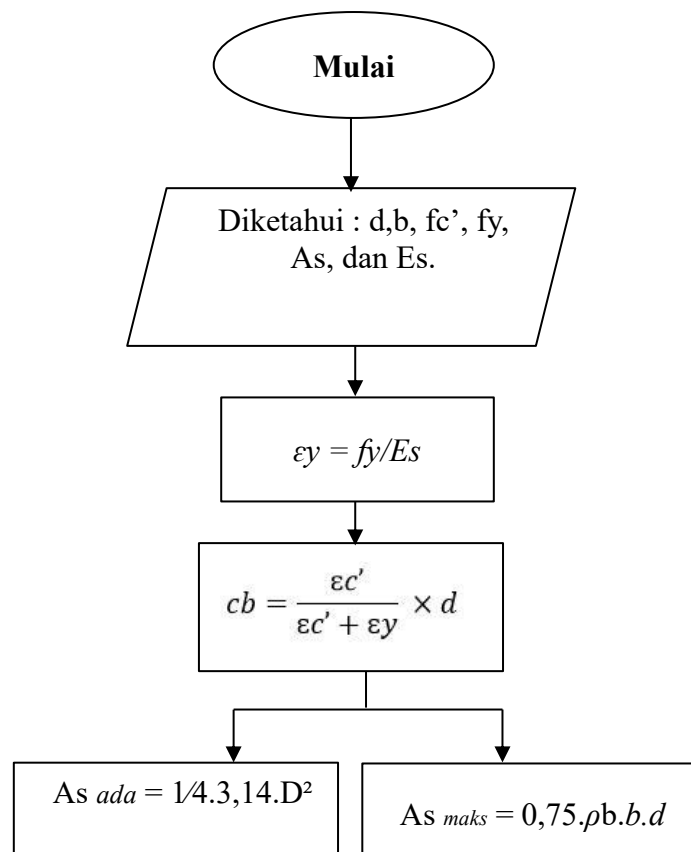 Mulai
Diketahui : d,b, fc’, fy,
As, dan Es.
εy = fy/Es
cb = εc’ / (εc’ + εy) × d
As ada = 1/4.3,14.D²
As maks = 0,75.ρb.b.d